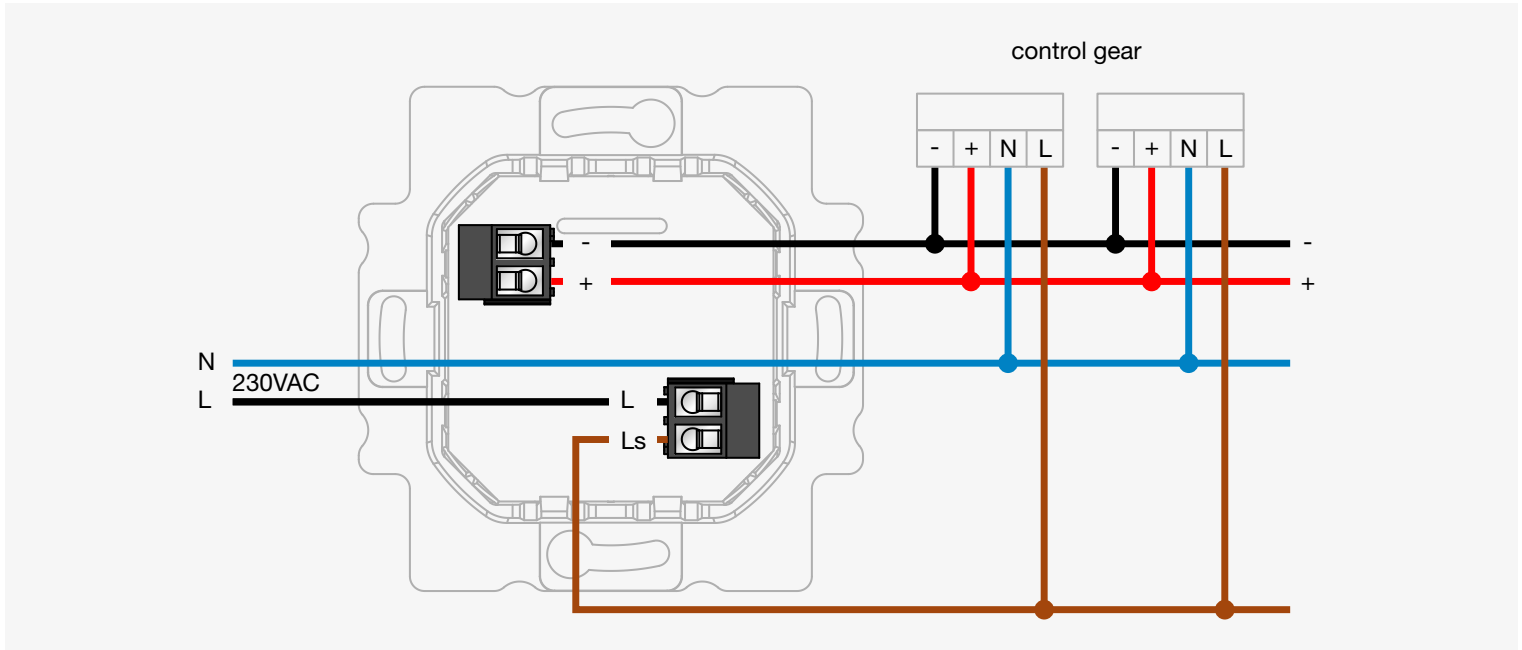 control gear
- + N L
- + N L
- -
+ +
N
230VAC
L L
Ls